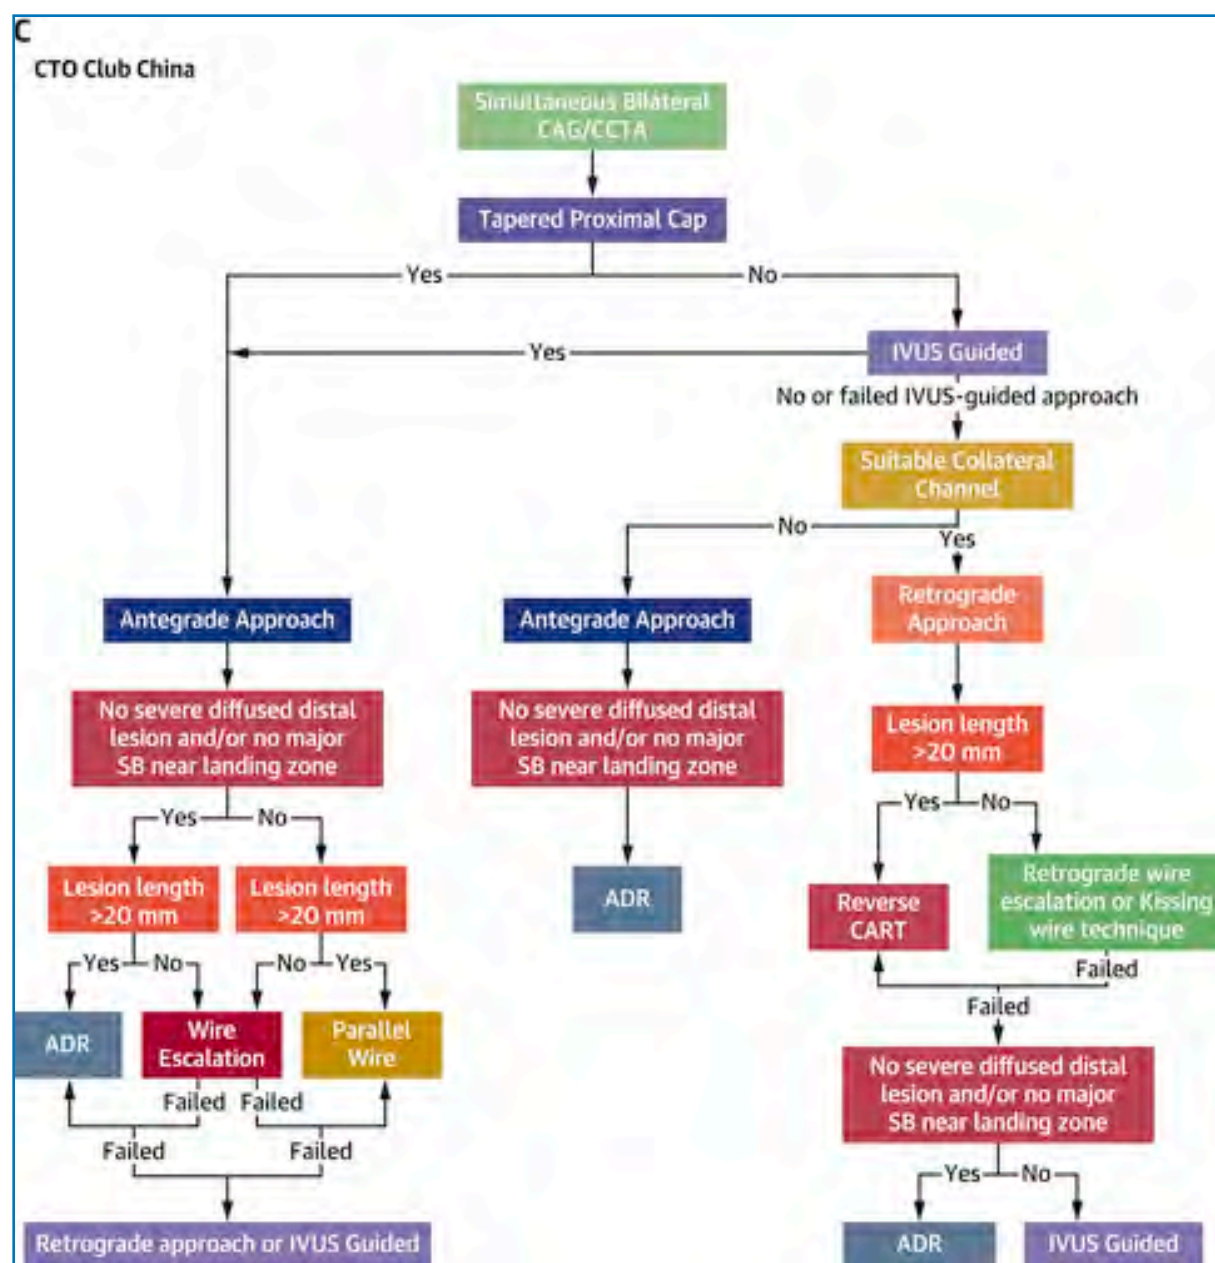 C
CTO Club China
Simultaneous Bilateral
CAG/CCTA
Tapered Proximal Cap
Yes
No
IVUS Guided
Yes
No or failed IVUS-guided approach
Suitable Collateral
Channel
No
Yes
Antegrade Approach
Antegrade Approach
Retrograde
Approach
No severe diffused distal
lesion and/or no major
SB near landing zone
No severe diffused distal
lesion and/or no major
SB near landing zone
Lesion length
>20 mm
Yes
No
Yes
No
Lesion length
>20 mm
Lesion length
>20 mm
ADR
Reverse
CART
Retrograde wire
escalation or Kissing
wire technique
Yes
No
No
Yes
Failed
Failed
ADR
Wire
Escalation
Parallel
Wire
No severe diffused distal
lesion and/or no major
SB near landing zone
Failed
Failed
Failed
Failed
Yes
No
Retrograde approach or IVUS Guided
ADR
IVUS Guided